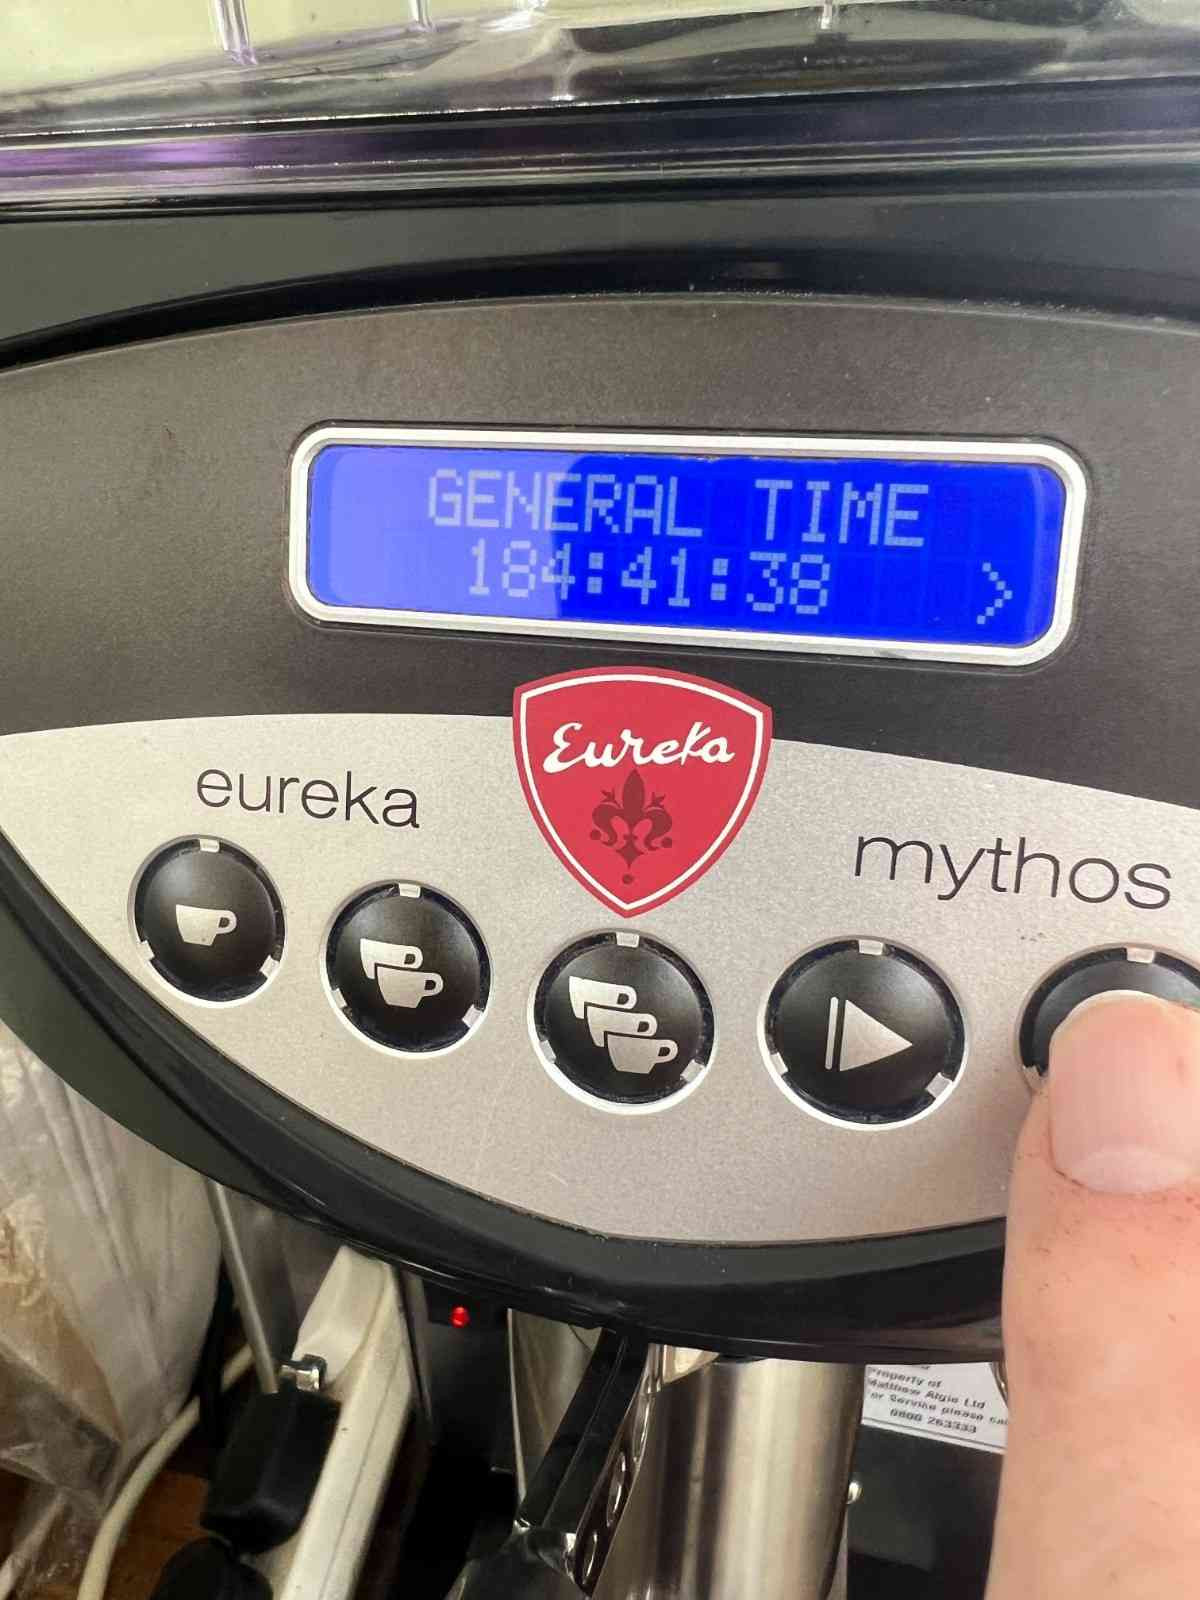 GENERAL TIME
184:41:38 >
Eureka
eureka
mythos
Property of
Matthew Algie Ltd
For Service please
0800 263333